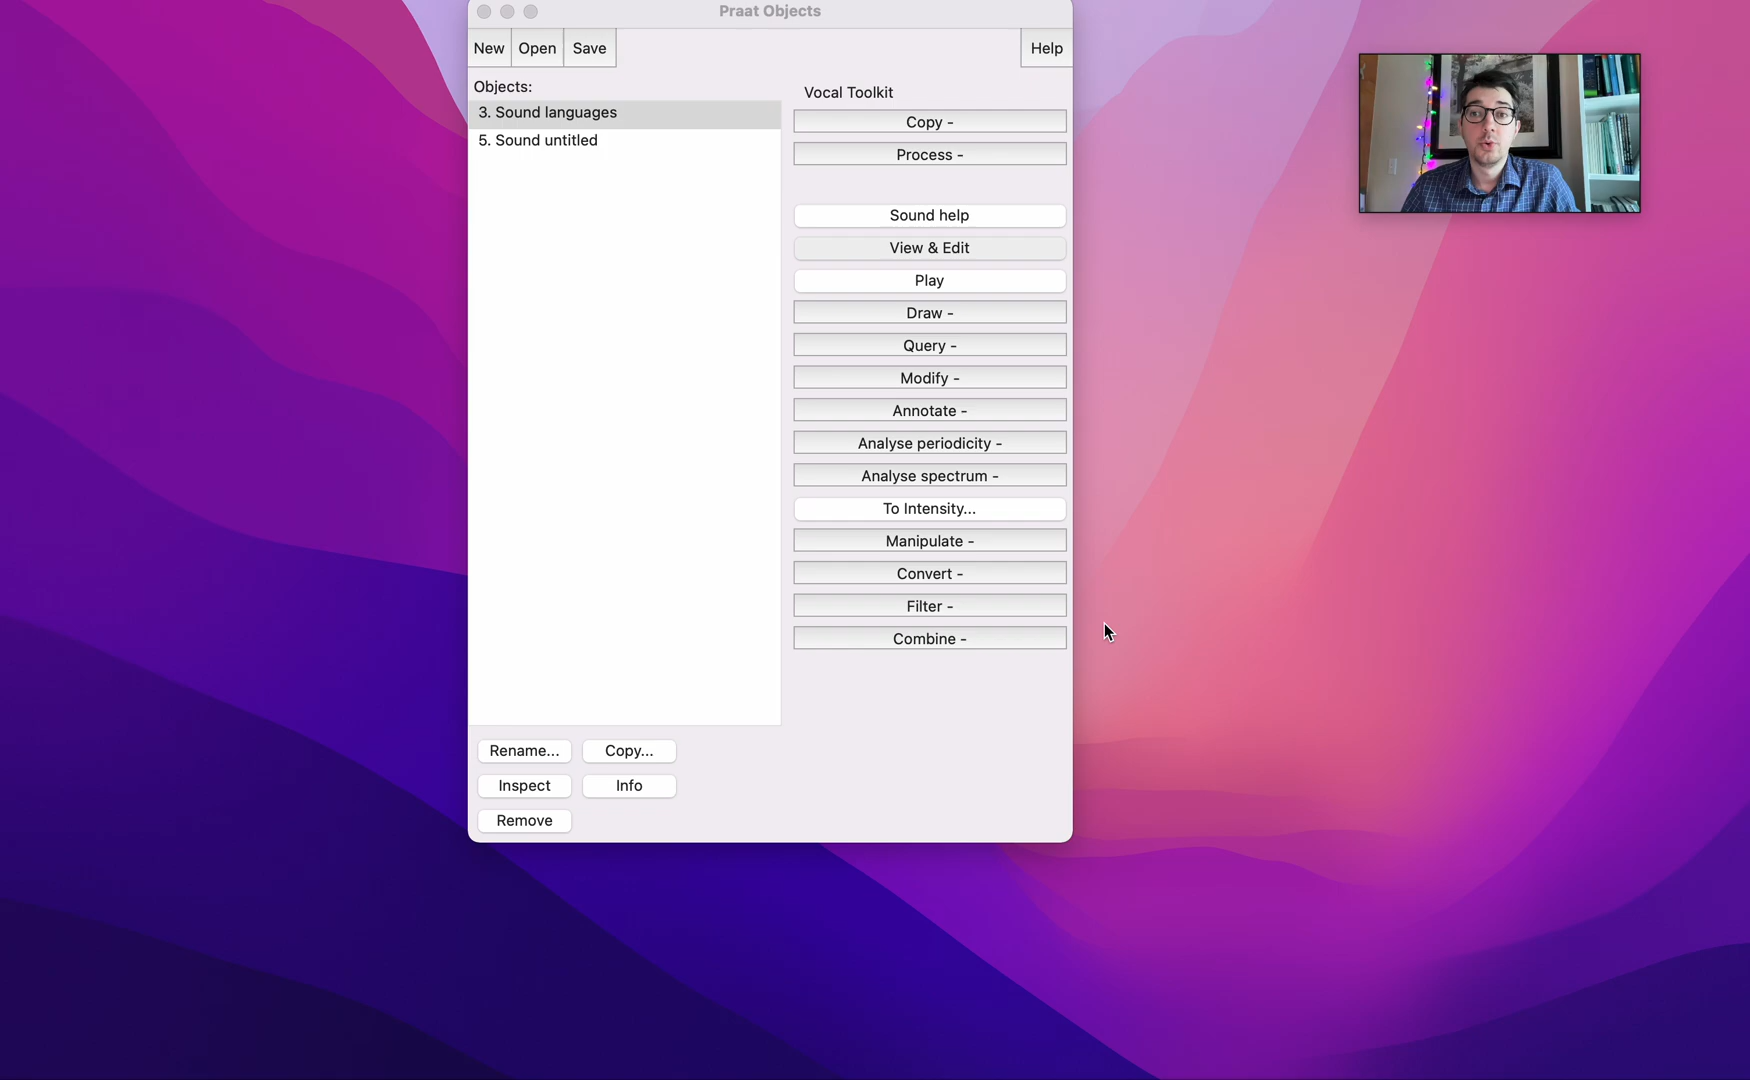 Praat Objects
New
Open
Save
Help
Objects:
3. Sound languages
5. Sound untitled
Vocal Toolkit
Copy -
Process -
Sound help
View & Edit
Play
Draw -
Query -
Modify -
Annotate -
Analyse periodicity -
Analyse spectrum -
To Intensity...
Manipulate -
Convert -
Filter -
Combine -
Rename...
Copy...
Inspect
Info
Remove